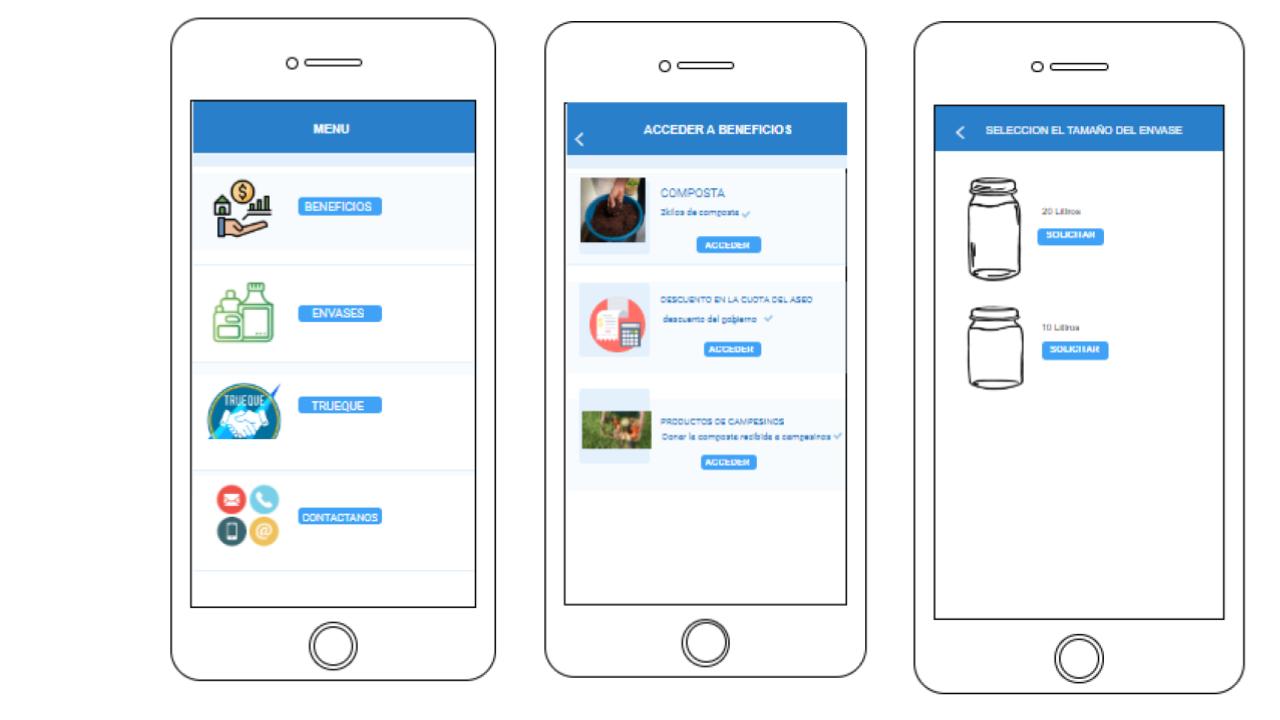 MENU
BENEFICIOS
ENVASES
TRUEQUE
TRUEQUE
@
CONTACTANOS
ACCEDER A BENEFICIOS
COMPOSTA
2kilos de composta
ACCEDER
DESCUENTO EN LA CUOTA DEL ASEO
descuento del gobierno
ACCEDER
PRODUCTOS DE CAMPESINOS
Donar la composta recibida a campesinos
ACCEDER
SELECCION EL TAMAÑO DEL ENVASE
20 Litros
SOLICITAR
10 Litros
SOLICITAR